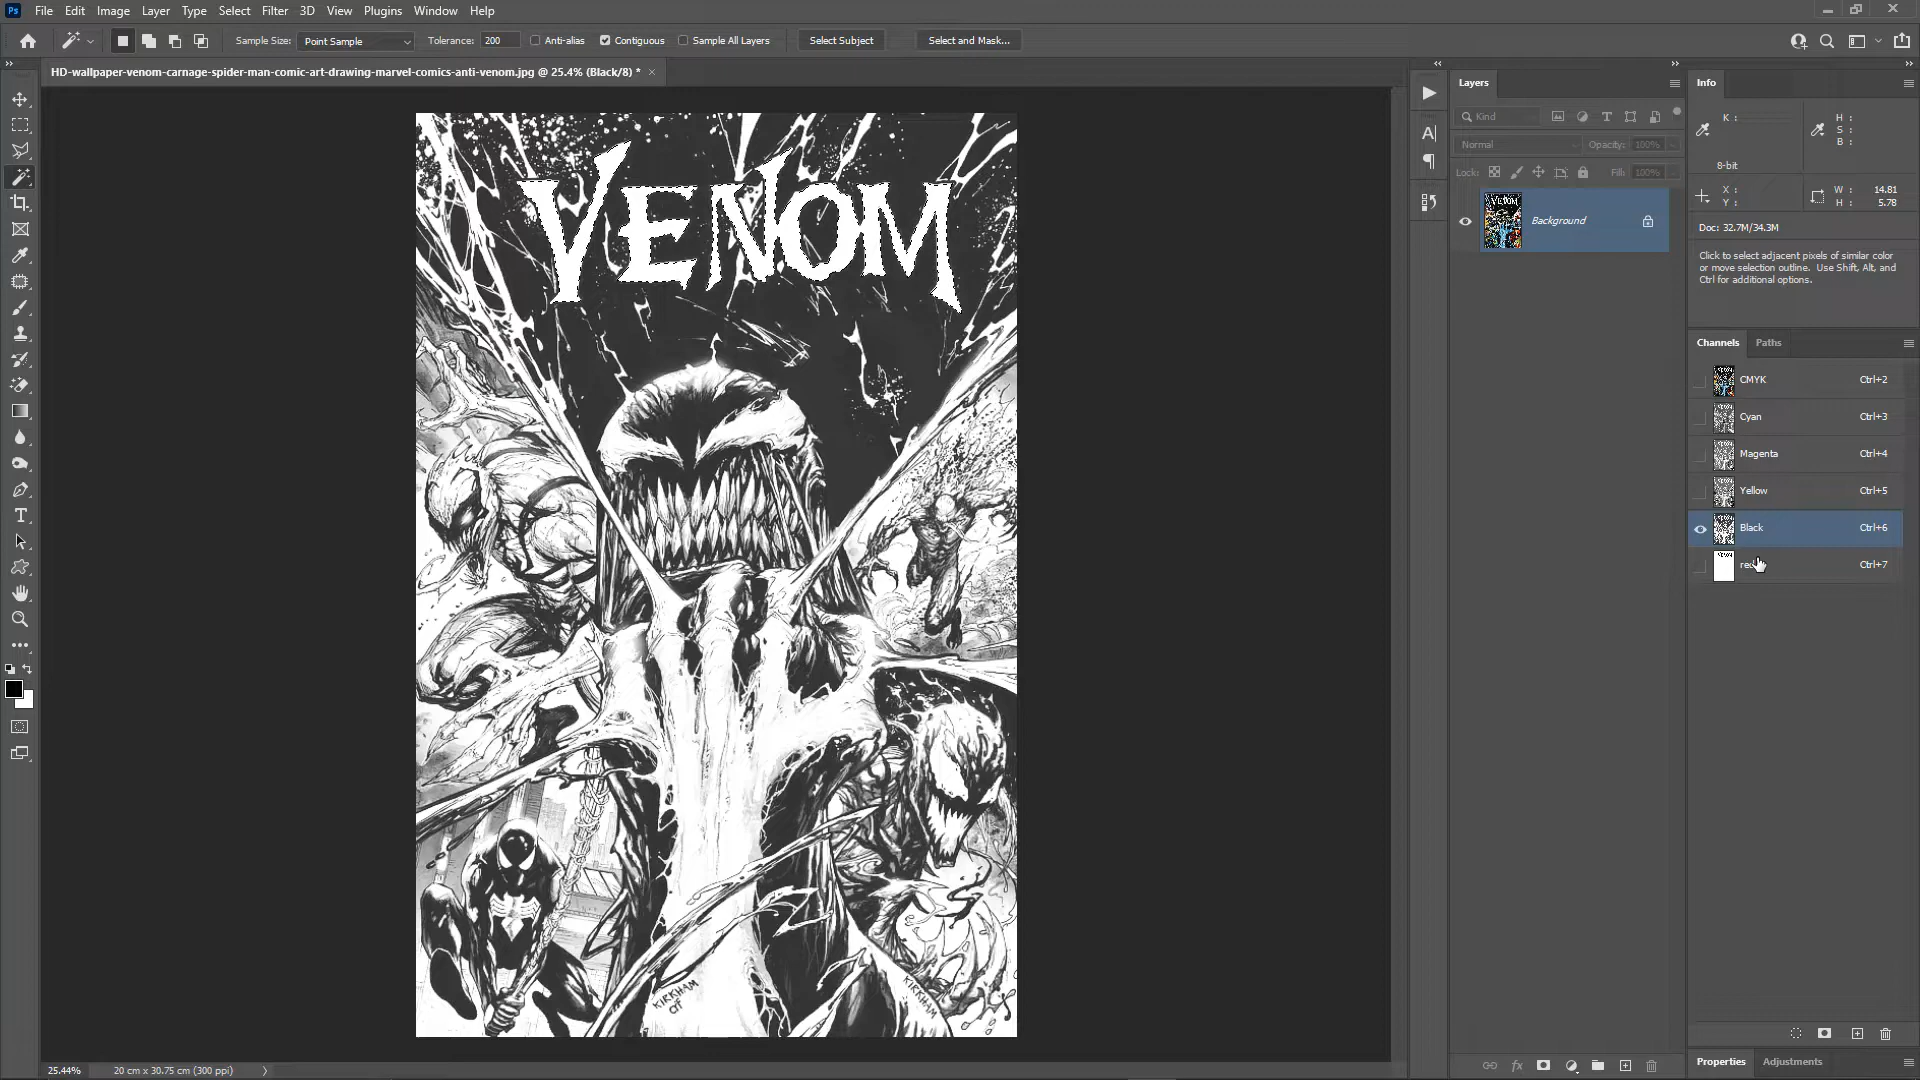 Ps File Edit Image Layer Type Select Filter 3D View Plugins Window Help
Sample Size: Point Sample Tolerance: 200 Anti-alias Contiguous Sample All Layers Select Subject Select and Mask...
HD-wallpaper-venom-carnage-spider-man-comic-art-drawing-marvel-comics-anti-venom.jpg @ 25.4% (Black/8) * ×
VENOM
KIRKHAM
KIRKHAM
25.44% 20 cm x 30.75 cm (300 ppi)
Layers
Kind
Normal Opacity: 100%
Lock: Fill: 100%
Background
Info
K :
H :
S :
B :
8-bit
X :
Y :
W : 14.81
H : 5.78
Doc: 32.7M/34.3M
Click to select adjacent pixels of similar color
or move selection outline. Use Shift, Alt, and
Ctrl for additional options.
Channels Paths
CMYK Ctrl+2
Cyan Ctrl+3
Magenta Ctrl+4
Yellow Ctrl+5
Black Ctrl+6
Ctrl+7
Properties Adjustments